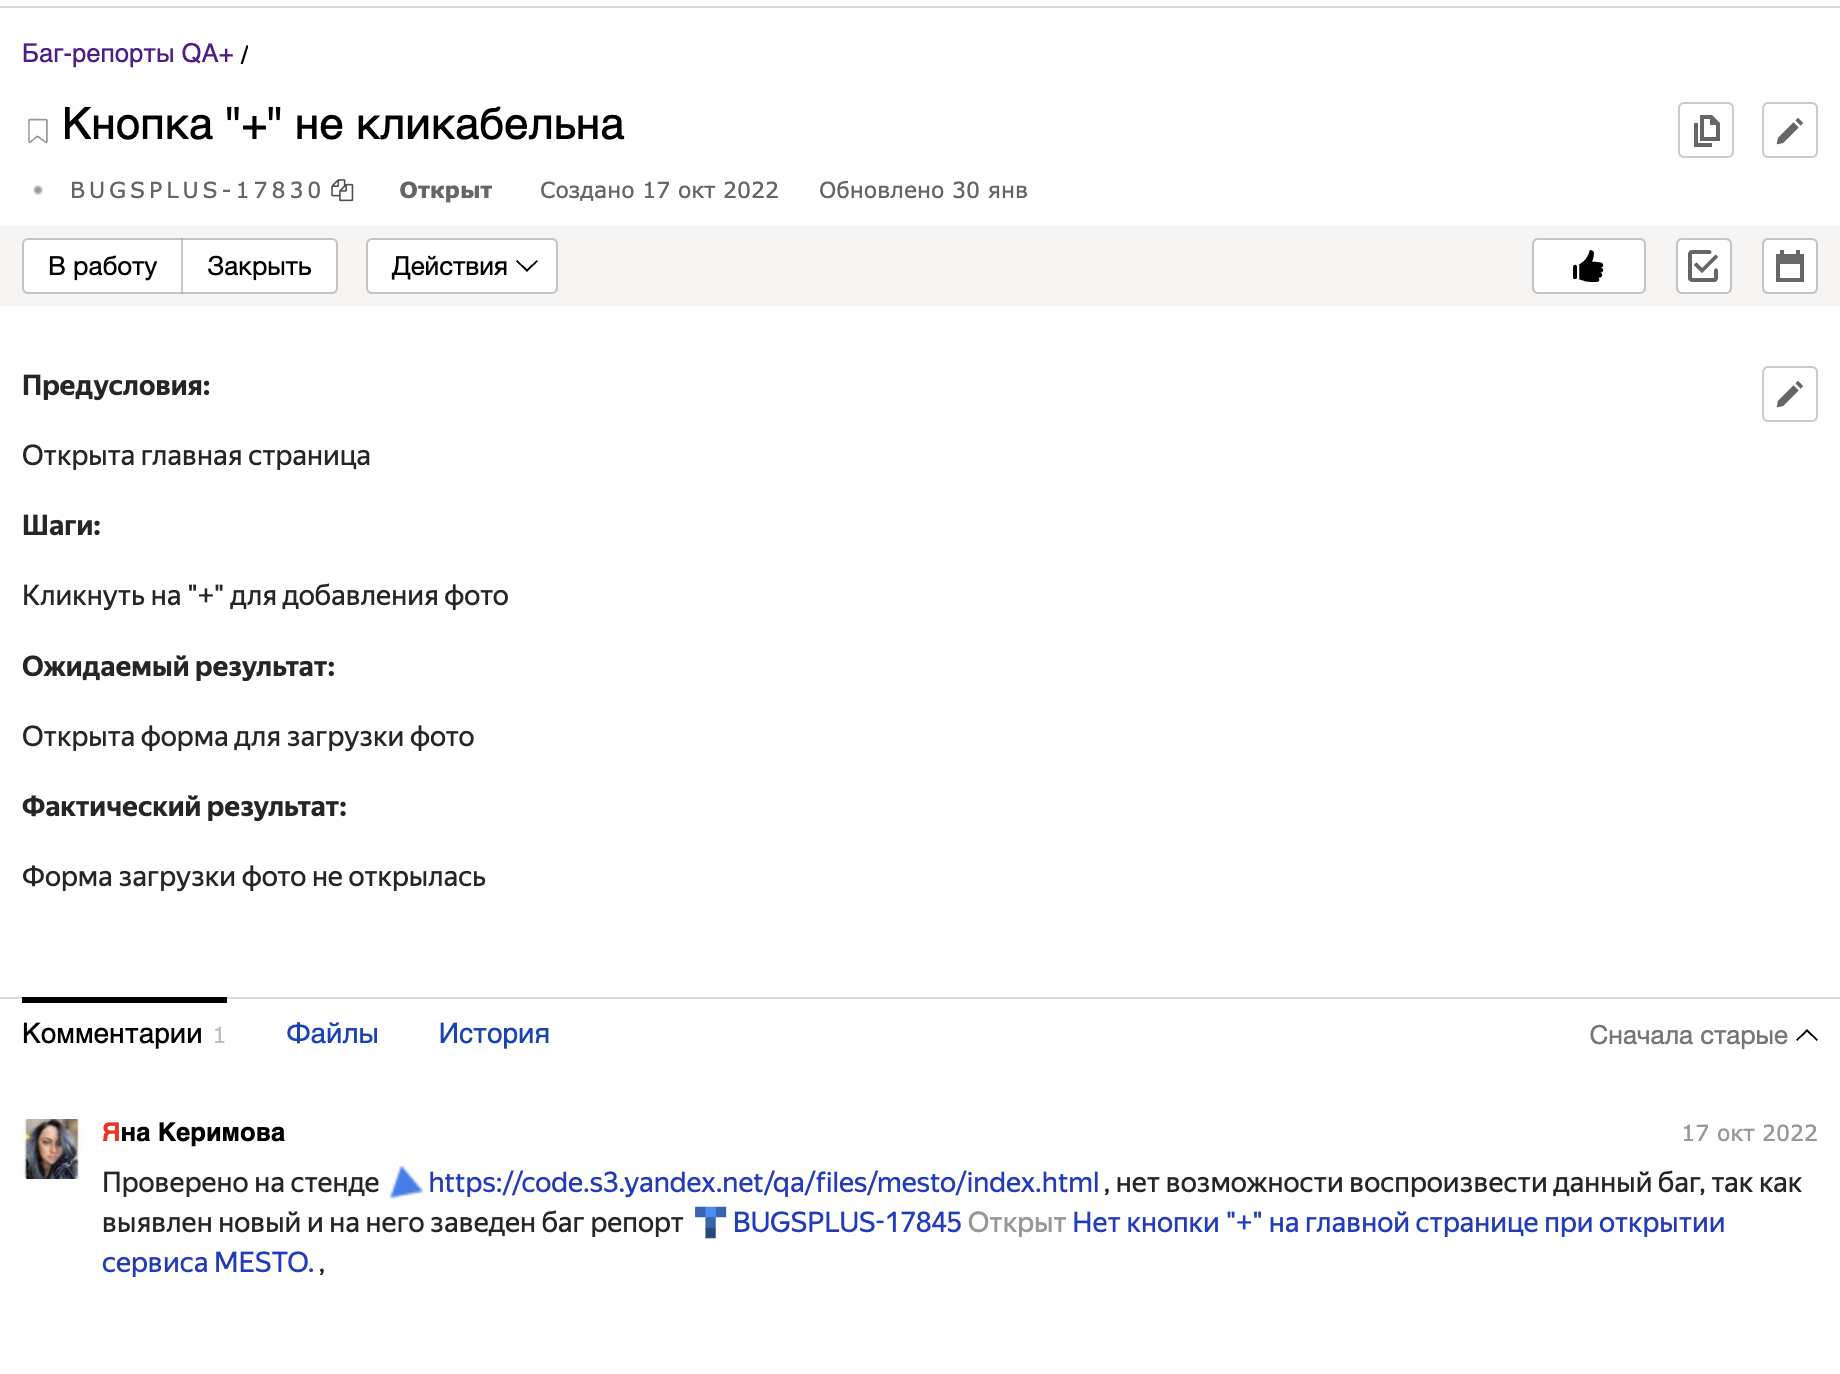 Баг-репорты QA+ /
Кнопка "+" не кликабельна
BUGSPLUS-17830 Открыт Создано 17 окт 2022 Обновлено 30 янв
В работу Закрыть Действия
Предусловия:
Открыта главная страница
Шаги:
Кликнуть на "+" для добавления фото
Ожидаемый результат:
Открыта форма для загрузки фото
Фактический результат:
Форма загрузки фото не открылась
Комментарии 1 Файлы История Сначала старые
Яна Керимова 17 окт 2022
Проверено на стенде https://code.s3.yandex.net/qa/files/mesto/index.html , нет возможности воспроизвести данный баг, так как
выявлен новый и на него заведен баг репорт BUGSPLUS-17845 Открыт Нет кнопки "+" на главной странице при открытии
сервиса MESTO. ,